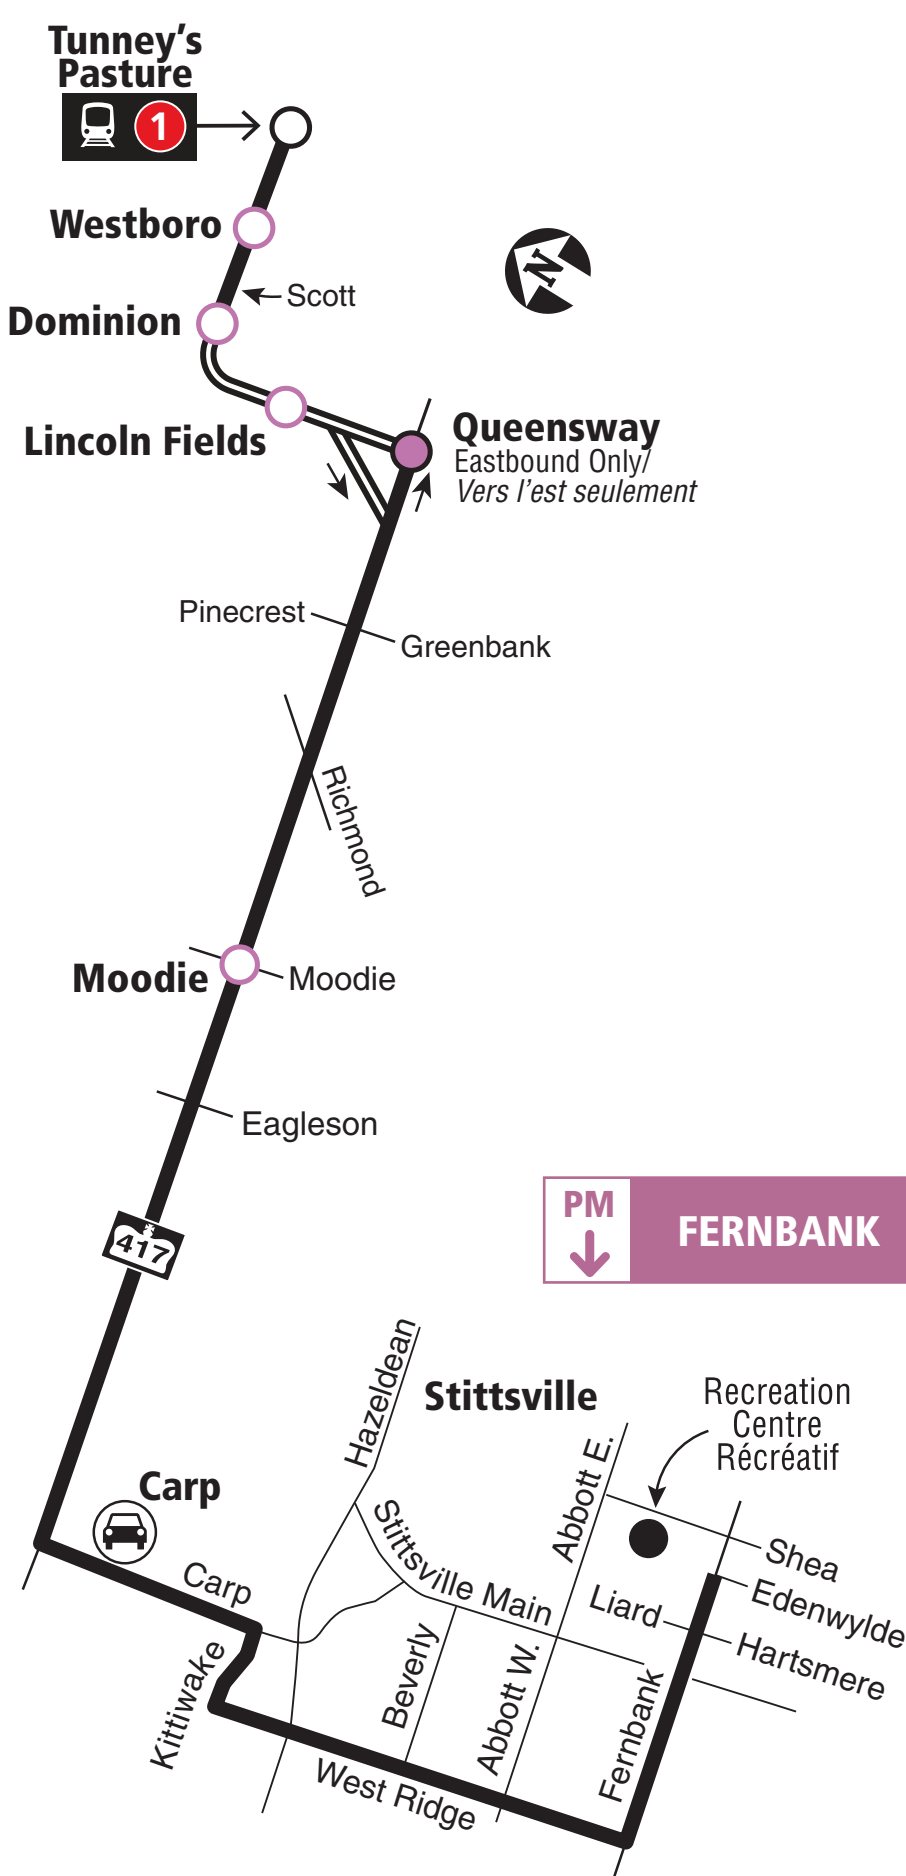 Tunney's
Pasture
1
Westboro
N
Scott
Dominion
Lincoln Fields
Queensway
Eastbound Only/
Vers l'est seulement
Pinecrest
Greenbank
Richmond
Moodie
Moodie
Eagleson
417
PM
FERNBANK
Hazeldean
Stittsville
Recreation
Centre
Récréatif
Carp
Abbott E.
Stittsville Main
Shea
Carp
Liard
Edenwylde
Hartsmere
Kittiwake
Beverly
Abbott W.
Fernbank
West Ridge